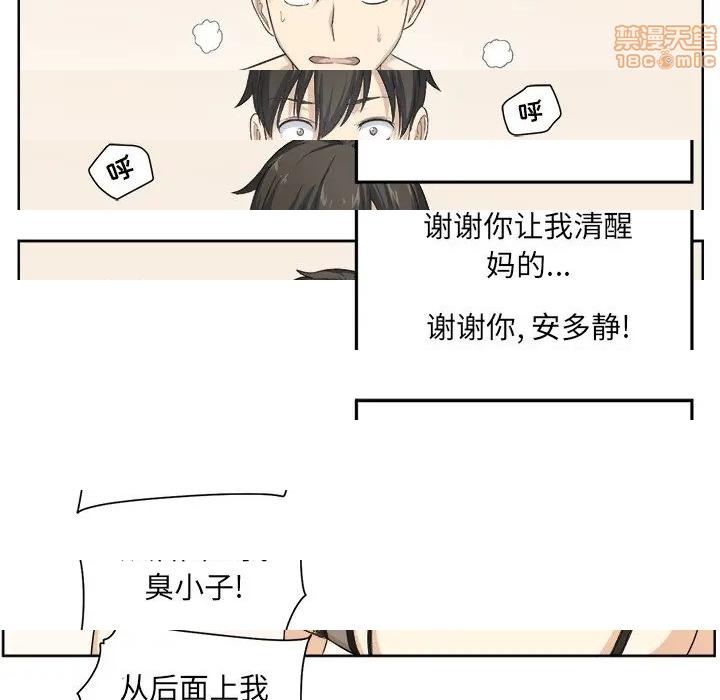 禁漫天堂
18comic
呼
呼
谢谢你让我清醒
妈的...
谢谢你, 安多静!
臭小子!
从后面上我